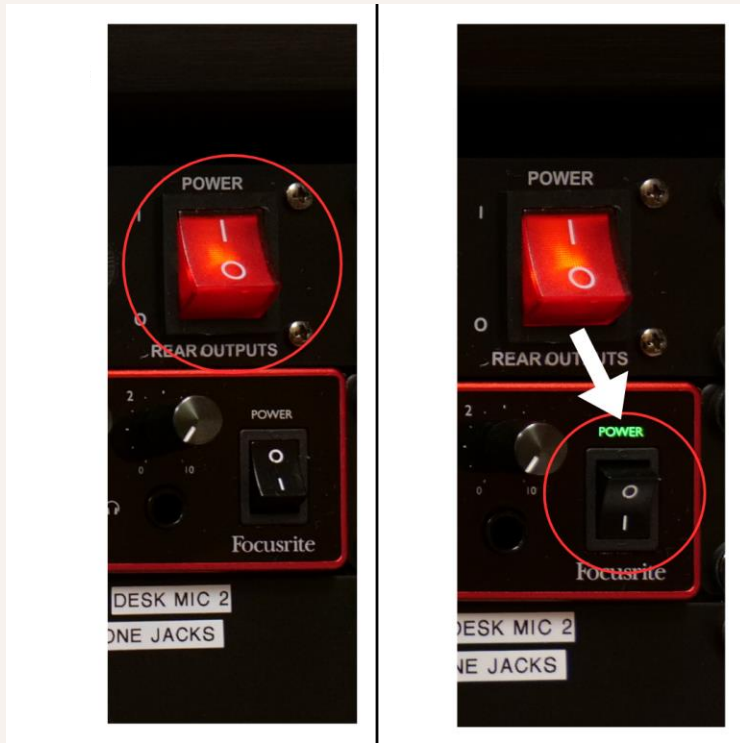 POWER
I
I
O
O
REAR OUTPUTS
2
POWER
O
I
0
10
Focusrite
DESK MIC 2
ONE JACKS
POWER
I
I
O
O
REAR OUTPUTS
2
POWER
O
I
0
10
Focusrite
DESK MIC 2
NE JACKS